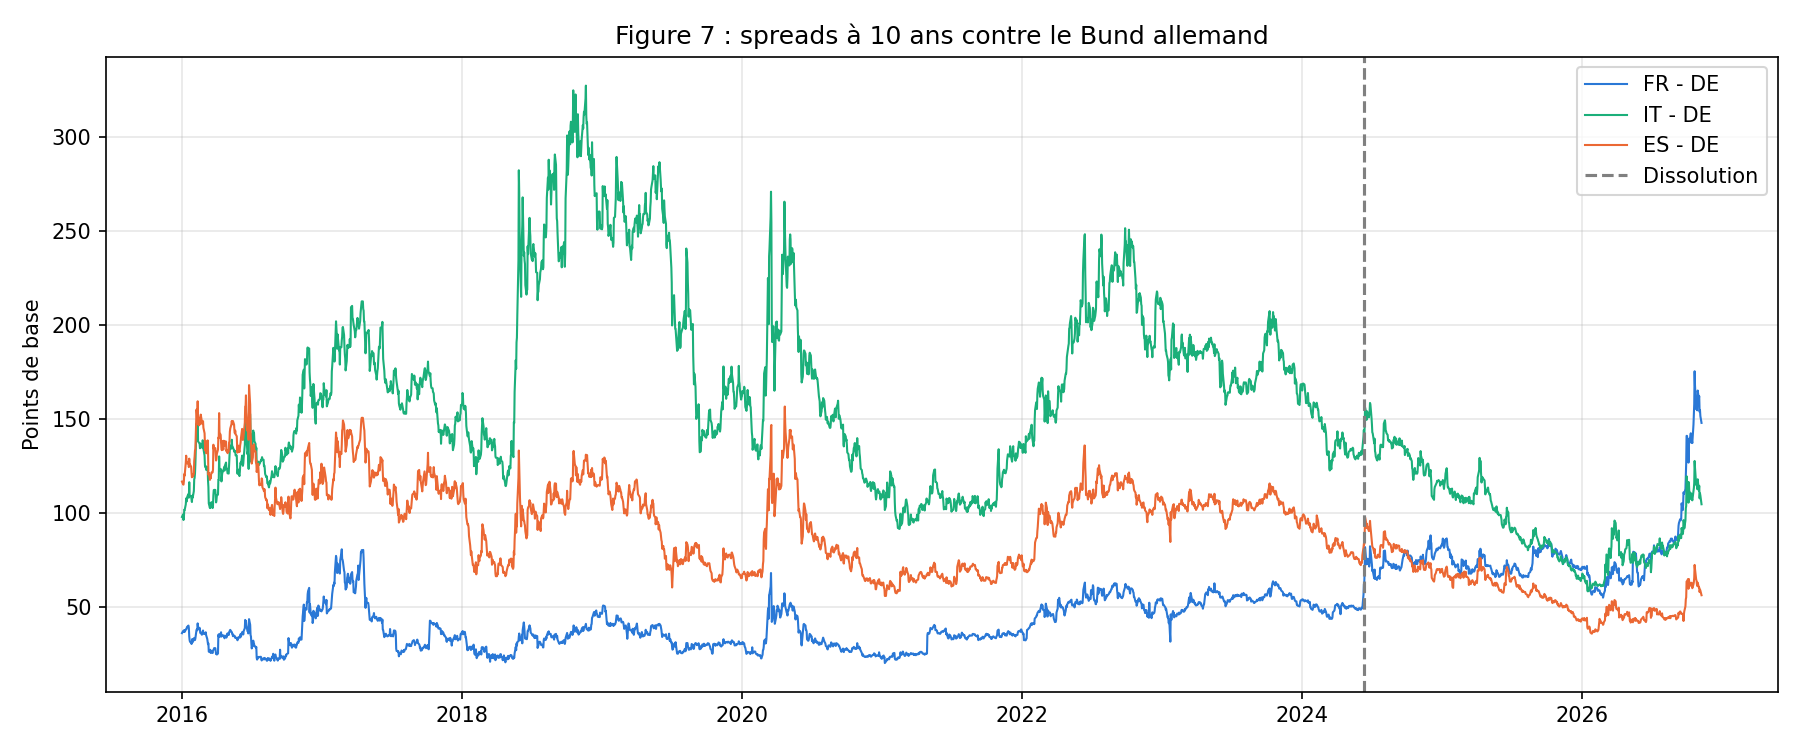 Figure 7 : spreads à 10 ans contre le Bund allemand
FR - DE
IT - DE
ES - DE
Dissolution
Points de base
300
250
200
150
100
50
2016
2018
2020
2022
2024
2026